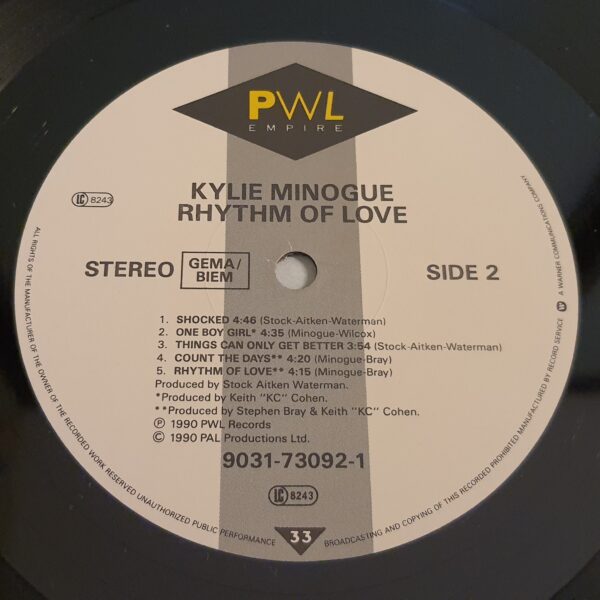 PWL
EMPIRE
KYLIE MINOGUE
RHYTHM OF LOVE
LC 8243
STEREO
GEMA/
BIEM
SIDE 2
1. SHOCKED 4:46 (Stock-Aitken-Waterman)
2. ONE BOY GIRL* 4:35 (Minogue-Wilcox)
3. THINGS CAN ONLY GET BETTER 3:54 (Stock-Aitken-Waterman)
4. COUNT THE DAYS** 4:20 (Minogue-Bray)
5. RHYTHM OF LOVE** 4:15 (Minogue-Bray)
Produced by Stock Aitken Waterman.
*Produced by Keith "KC" Cohen.
**Produced by Stephen Bray & Keith "KC" Cohen.
Ⓟ 1990 PWL Records
© 1990 PAL Productions Ltd.
9031-73092-1
LC 8243
33
ALL RIGHTS OF THE MANUFACTURER OF THE OWNER OF THE RECORDED WORK RESERVED UNAUTHORIZED PUBLIC PERFORMANCE BROADCASTING AND COPYING OF THIS RECORD PROHIBITED MANUFACTURED BY RECORD SERVICE A WARNER COMMUNICATIONS COMPANY